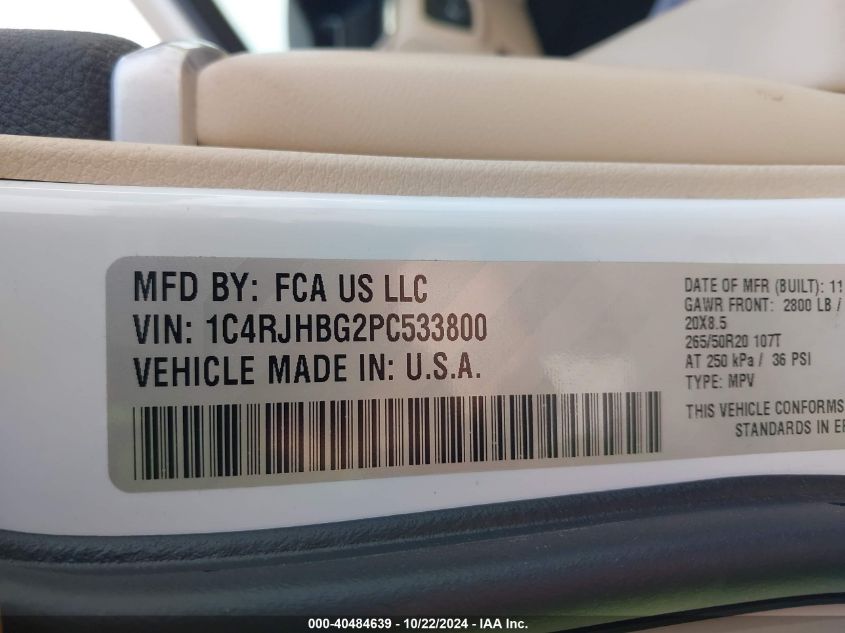 MFD BY: FCA US LLC
VIN: 1C4RJHBG2PC533800
VEHICLE MADE IN: U.S.A.
DATE OF MFR (BUILT): 11
GAWR FRONT: 2800 LB /
20X8.5
265/50R20 107T
AT 250 kPa / 36 PSI
TYPE: MPV
THIS VEHICLE CONFORMS
STANDARDS IN
000-40484639 - 10/22/2024 - IAA Inc.